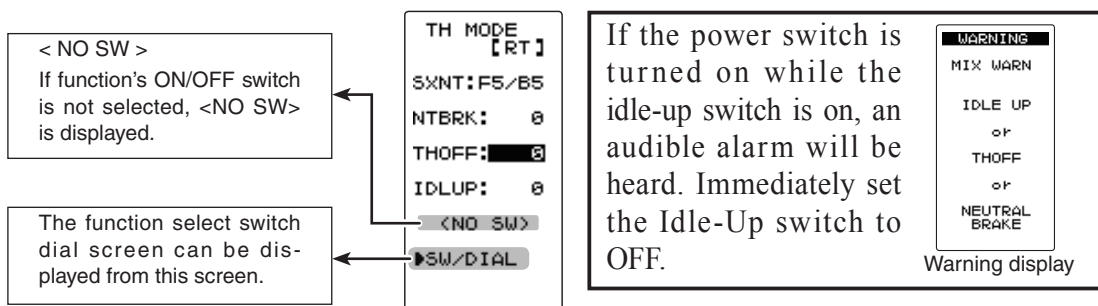 < NO SW >
If function's ON/OFF switch
is not selected, <NO SW>
is displayed.
The function select switch
dial screen can be dis-
played from this screen.
TH MODE
[RT]
SXNT:F5/B5
NTBRK: 0
THOFF: 0
IDLUP: 0
<NO SW>
▶SW/DIAL
If the power switch is
turned on while the
idle-up switch is on, an
audible alarm will be
heard. Immediately set
the Idle-Up switch to
OFF.
WARNING
MIX WARN
IDLE UP
or
THOFF
or
NEUTRAL
BRAKE
Warning display